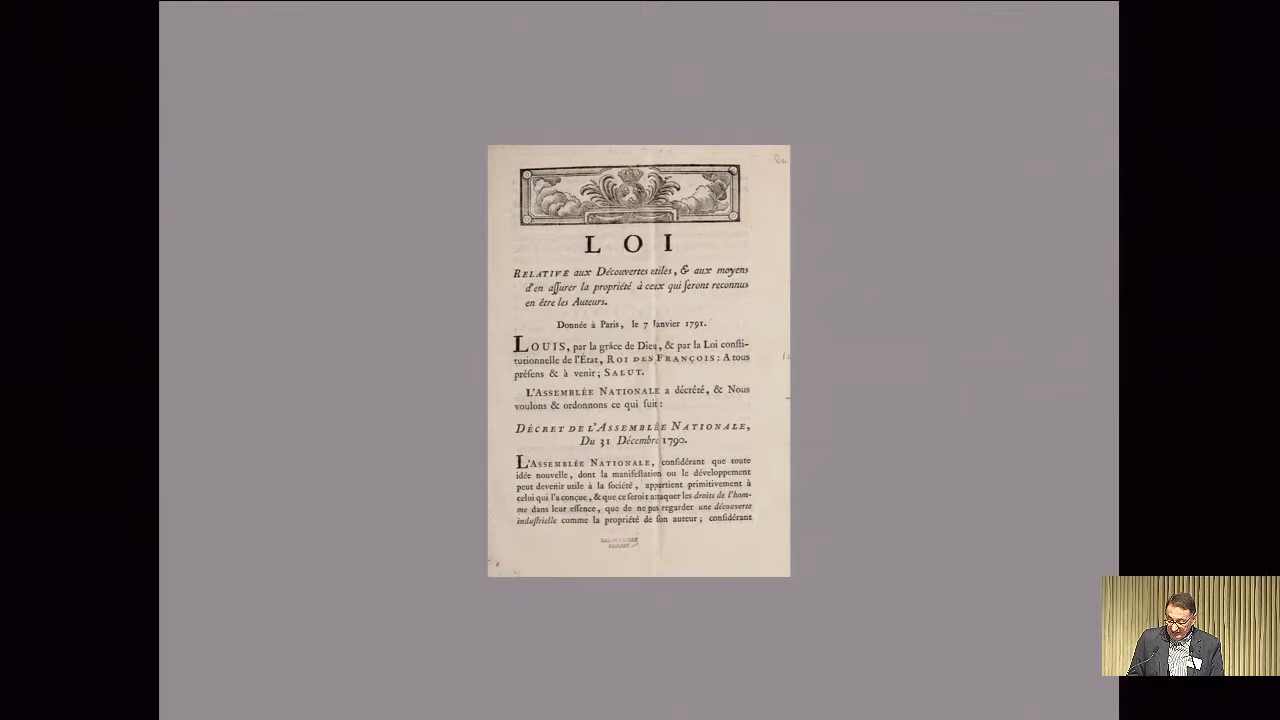 LOI
RELATIVE aux Découvertes utiles, & aux moyens
d'en aſſurer la propriété à ceux qui ſeront reconnus
en être les Auteurs.
Donnée à Paris, le 7 Janvier 1791.
LOUIS, par la grâce de Dieu, & par la Loi conſti-
tutionnelle de l'État, ROI DES FRANÇOIS: A tous
préſens & à venir; SALUT.
L'ASSEMBLÉE NATIONALE a décrété, & Nous
voulons & ordonnons ce qui ſuit:
DÉCRET DE L'ASSEMBLÉE NATIONALE,
Du 31 Décembre 1790.
L'ASSEMBLÉE NATIONALE, conſidérant que toute
idée nouvelle, dont la manifeſtation ou le développement
peut devenir utile à la ſociété, appartient primitivement à
celui qui l'a conçue, & que ce ſeroit attaquer les droits de l'hom-
me dans leur eſſence, que de ne pas regarder une découverte
induſtrielle comme la propriété de ſon auteur; conſidérant